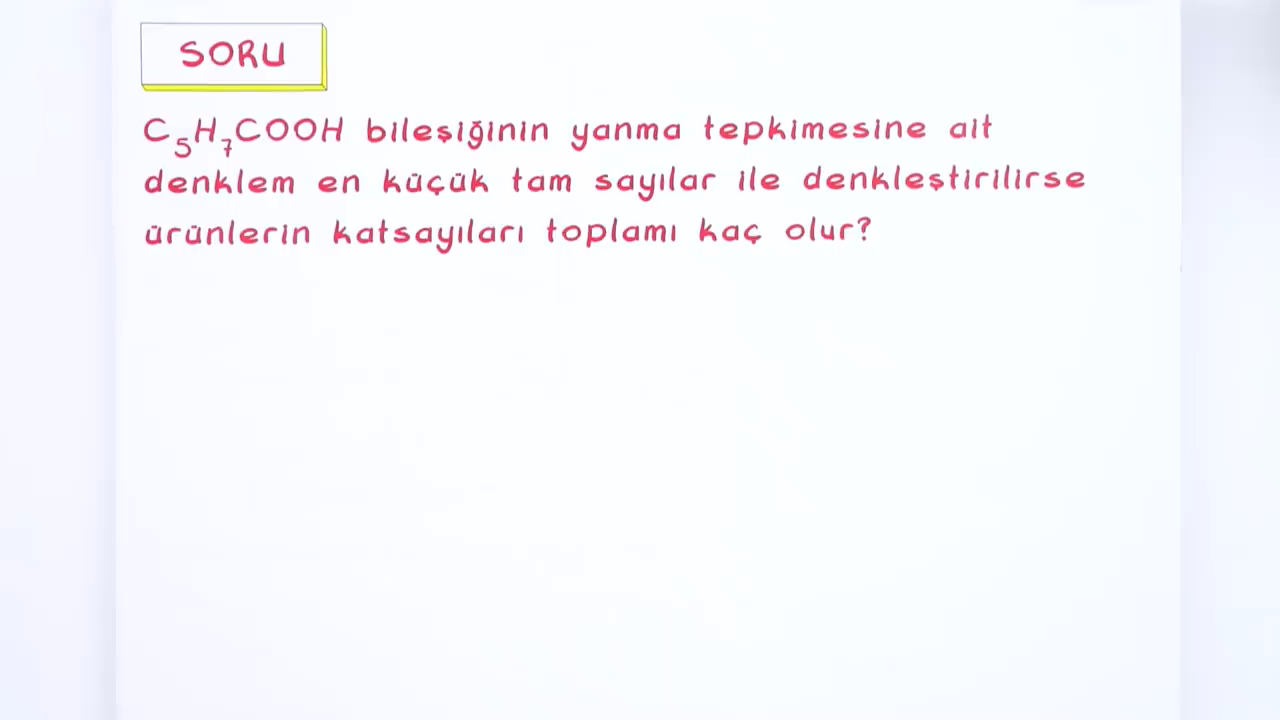 SORU
C₅H₇COOH bileşiğinin yanma tepkimesine ait
denklem en küçük tam sayılar ile denkleştirilirse
ürünlerin katsayıları toplamı kaç olur?